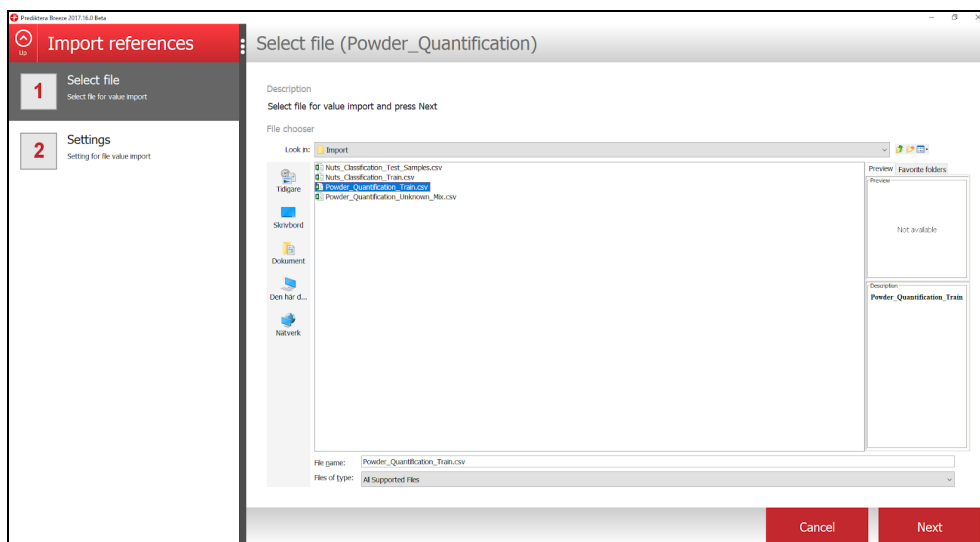 Prediktera Breeze 2017.16.0 Beta
Up
Import references
Select file (Powder_Quantification)
1
Select file
Select file for value import
2
Settings
Setting for file value import
Description
Select file for value import and press Next
File chooser
Look in:
Import
Tidigare
Skrivbord
Dokument
Den här d...
Nätverk
Nuts_Classification_Test_Samples.csv
Nuts_Classification_Train.csv
Powder_Quantification_Train.csv
Powder_Quantification_Unknown_Mix.csv
Preview
Favorite folders
Preview
Not available
Description
Powder_Quantification_Train
File name:
Powder_Quantification_Train.csv
Files of type:
All Supported Files
Cancel
Next